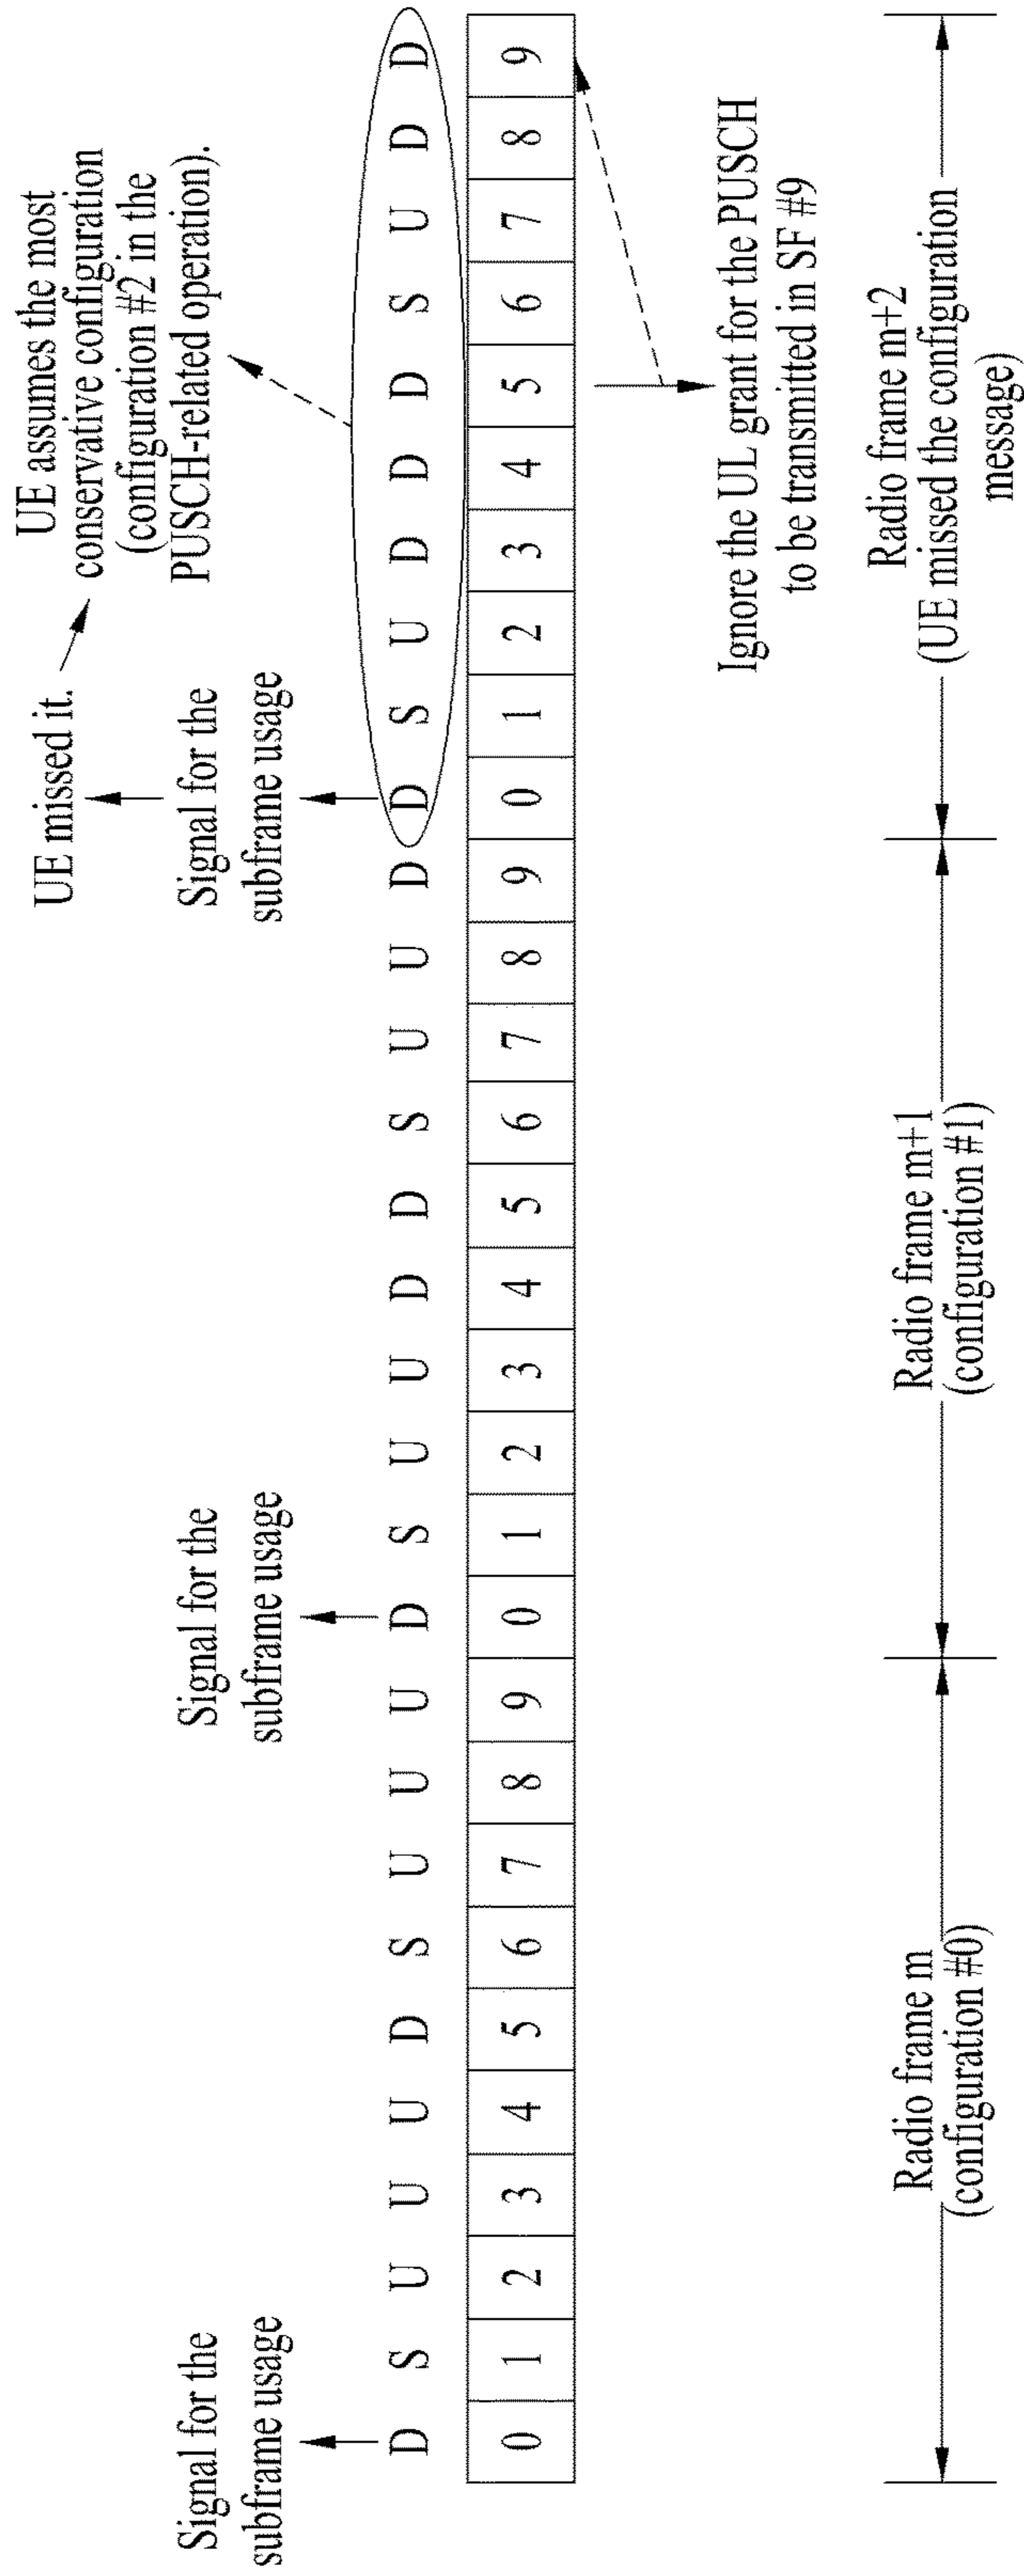 UE missed it.
UE assumes the most
conservative configuration
(configuration #2 in the
PUSCH-related operation).
Signal for the
subframe usage
Signal for the
subframe usage
Signal for the
subframe usage
D S U U U D S U U U D S U U D D S U U D D S U D D D S U D D
0 1 2 3 4 5 6 7 8 9 0 1 2 3 4 5 6 7 8 9 0 1 2 3 4 5 6 7 8 9
Ignore the UL grant for the PUSCH
to be transmitted in SF #9
Radio frame m
(configuration #0)
Radio frame m+1
(configuration #1)
Radio frame m+2
(UE missed the configuration
message)